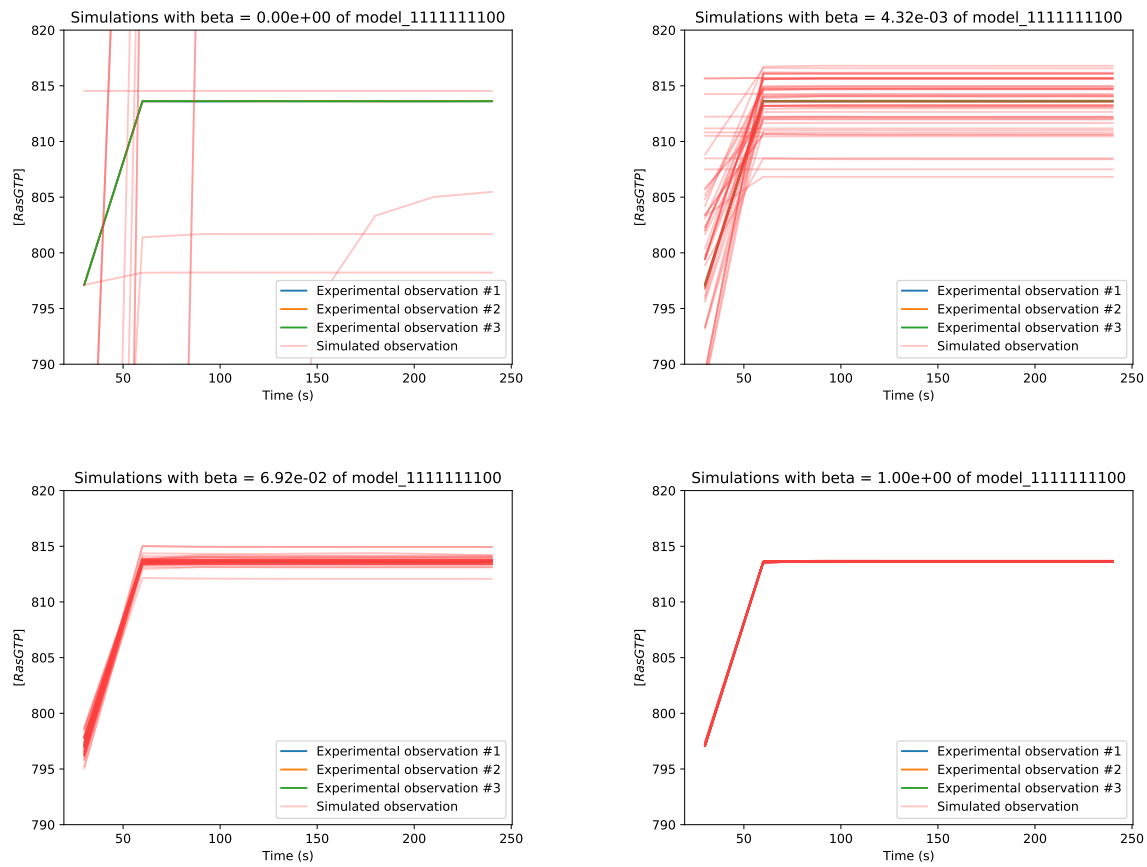 Simulations with beta = 0.00e+00 of model_1111111100
820
815
810
805
800
795
790
[RasGTP]
50
100
150
200
250
Time (s)
Experimental observation #1
Experimental observation #2
Experimental observation #3
Simulated observation
Simulations with beta = 4.32e-03 of model_1111111100
820
815
810
805
800
795
790
[RasGTP]
50
100
150
200
250
Time (s)
Experimental observation #1
Experimental observation #2
Experimental observation #3
Simulated observation
Simulations with beta = 6.92e-02 of model_1111111100
820
815
810
805
800
795
790
[RasGTP]
50
100
150
200
250
Time (s)
Experimental observation #1
Experimental observation #2
Experimental observation #3
Simulated observation
Simulations with beta = 1.00e+00 of model_1111111100
820
815
810
805
800
795
790
[RasGTP]
50
100
150
200
250
Time (s)
Experimental observation #1
Experimental observation #2
Experimental observation #3
Simulated observation